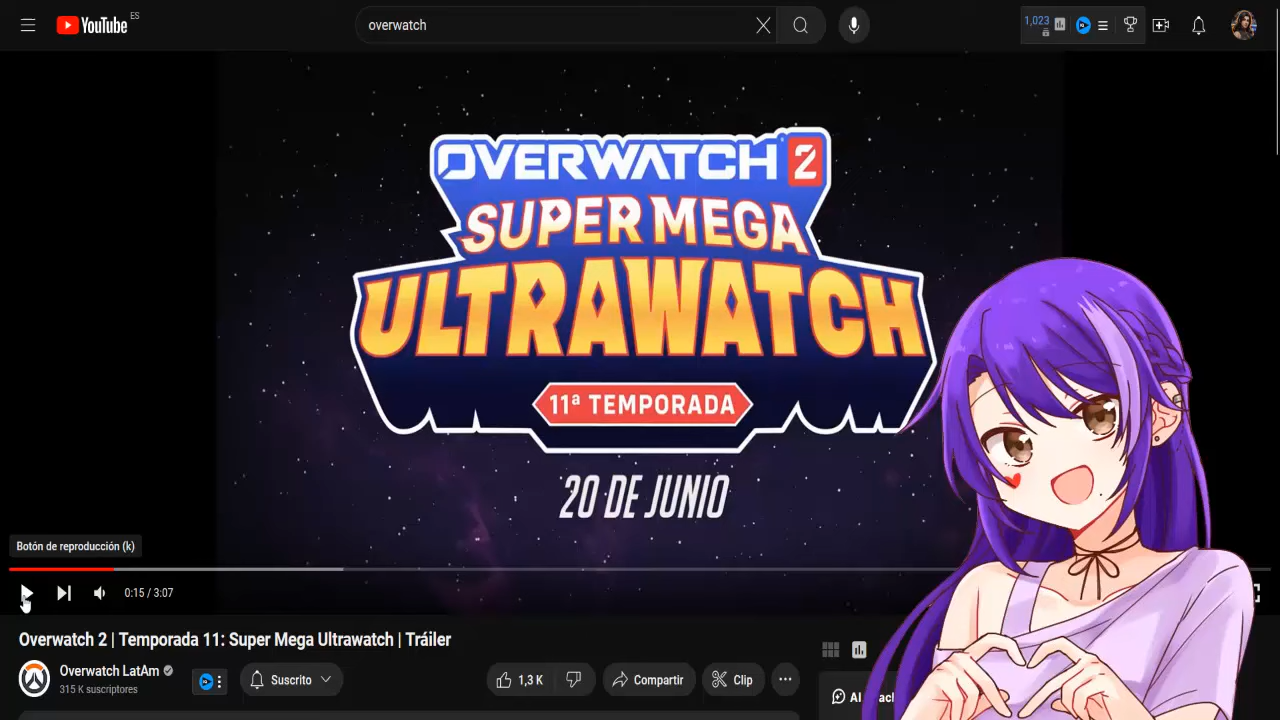 YouTube ES
overwatch
1,023
OVERWATCH 2
SUPER MEGA
ULTRAWATCH
11ª TEMPORADA
20 DE JUNIO
Botón de reproducción (k)
0:15 / 3:07
Overwatch 2 | Temporada 11: Super Mega Ultrawatch | Tráiler
Overwatch LatAm
315 K suscriptores
Suscrito
1,3 K
Compartir
Clip